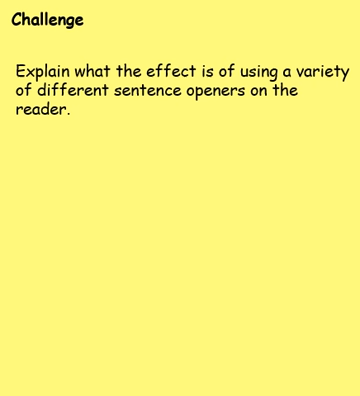 Challenge
Explain what the effect is of using a variety
of different sentence openers on the
reader.